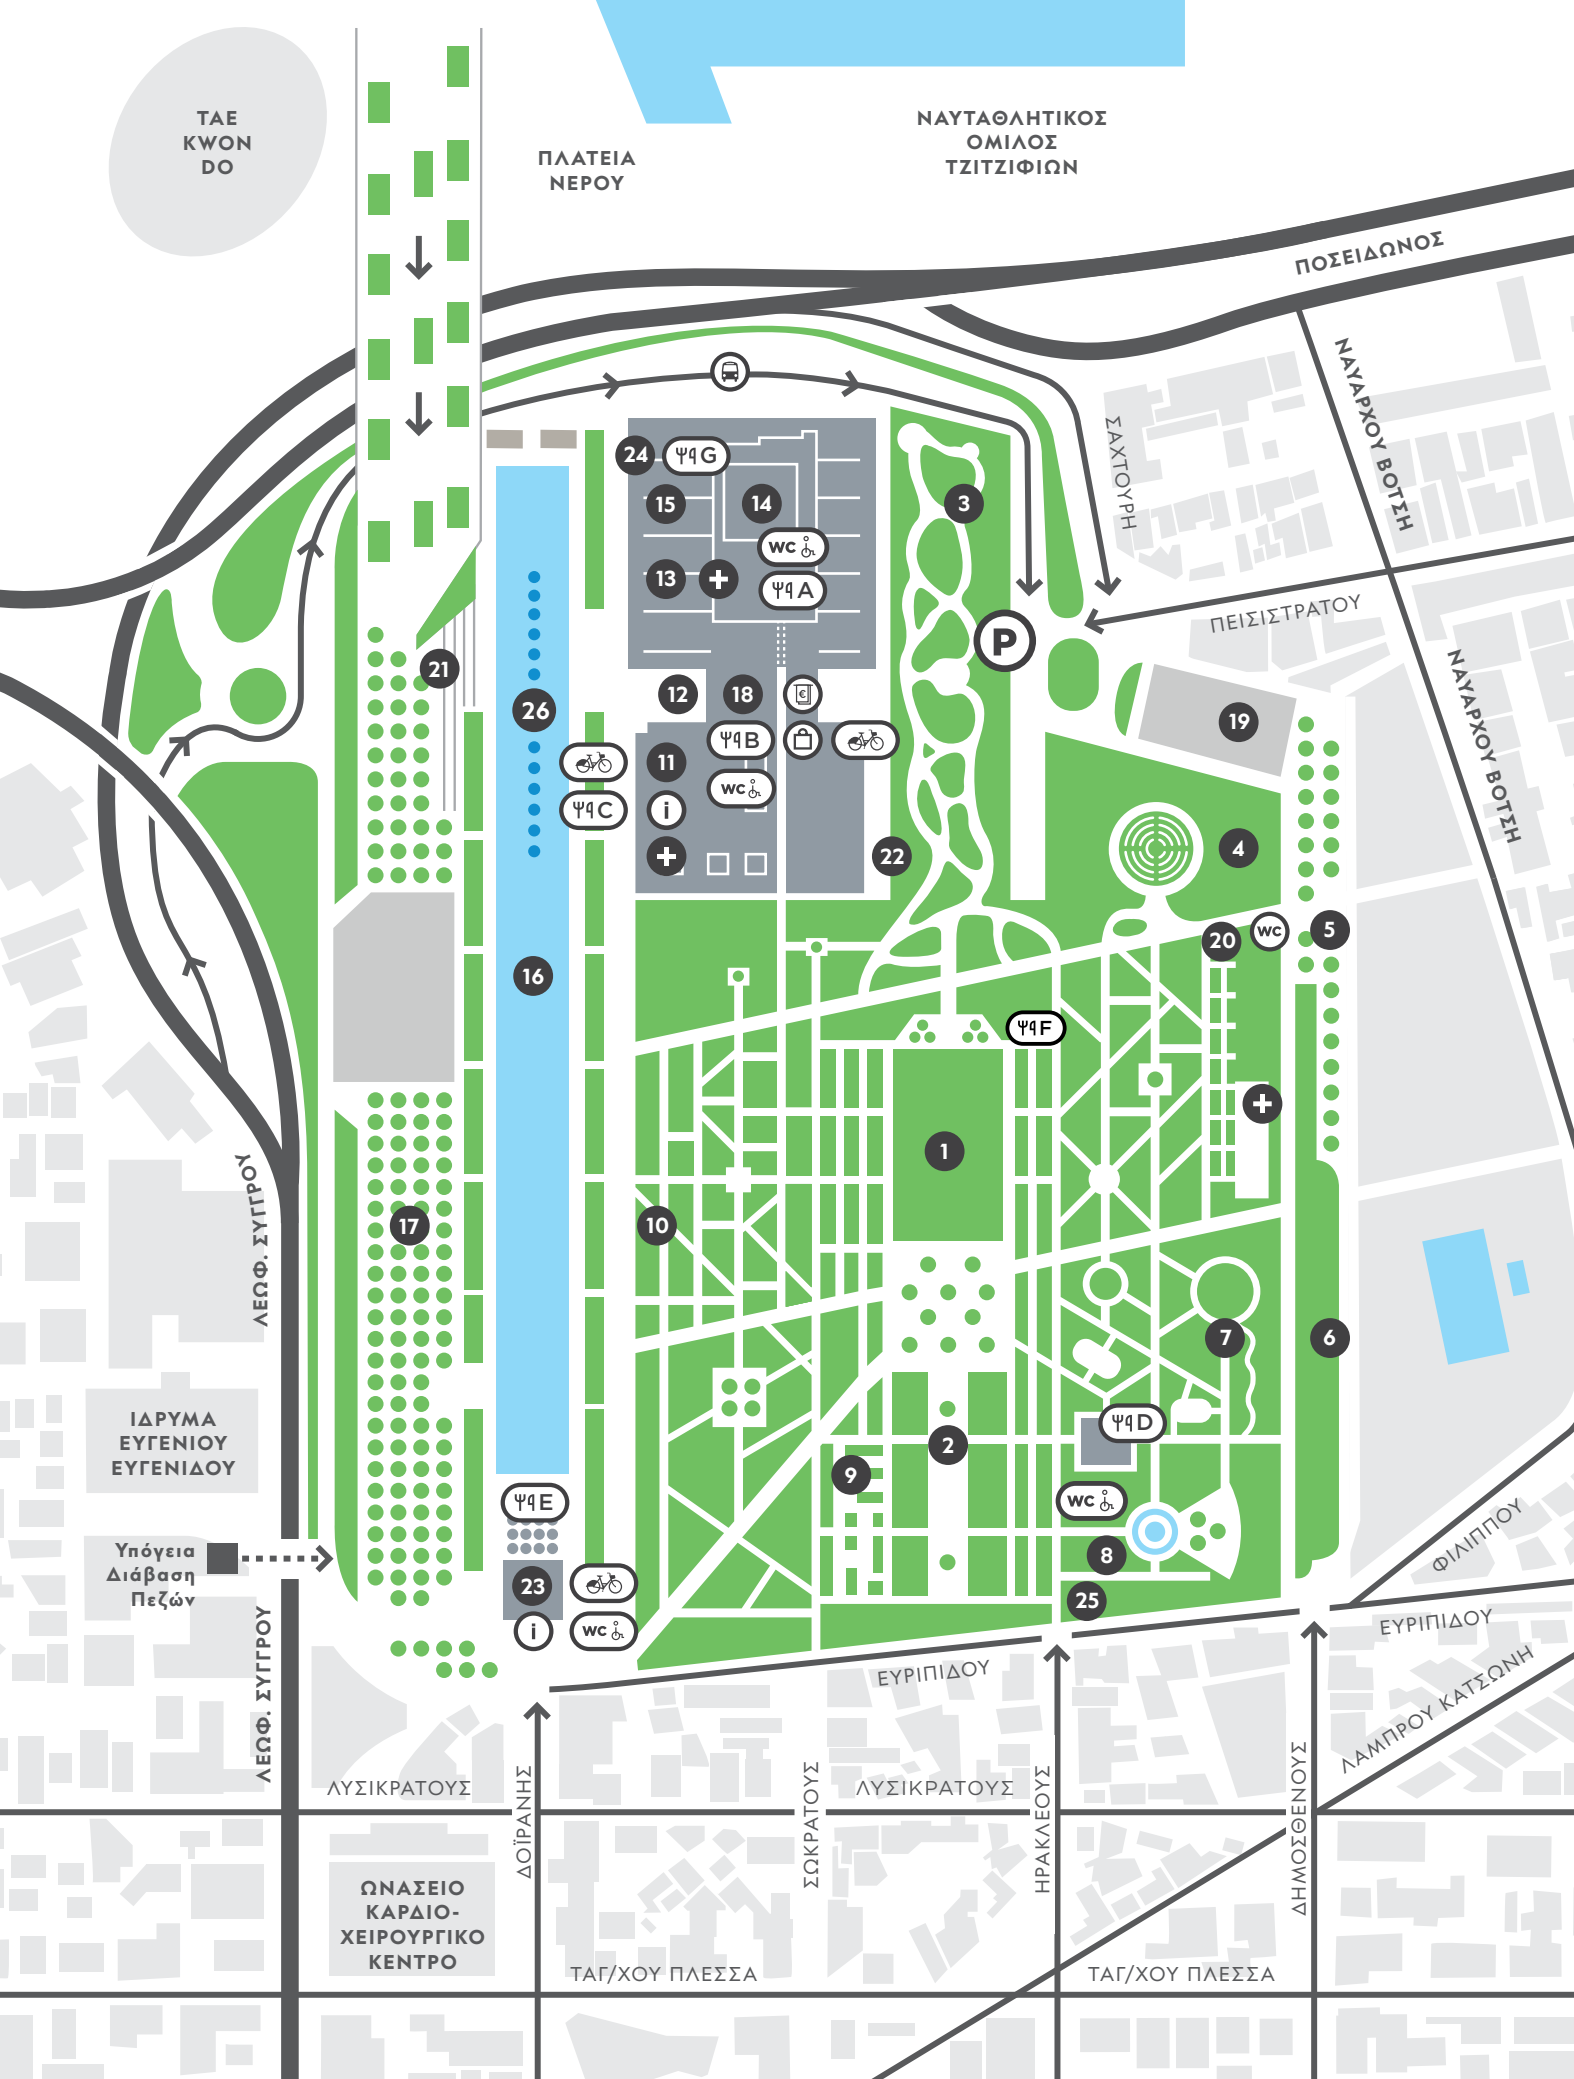 TAE
KWON
DO
ΠΛΑΤΕΙΑ
ΝΕΡΟΥ
ΝΑΥΤΑΘΛΗΤΙΚΟΣ
ΟΜΙΛΟΣ
ΤΖΙΤΖΙΦΙΩΝ
ΠΟΣΕΙΔΩΝΟΣ
ΝΑΥΑΡΧΟΥ ΒΟΤΣΗ
ΣΑΧΤΟΥΡΗ
24
G
15
14
3
WC
13
A
ΠΕΙΣΙΣΤΡΑΤΟΥ
P
21
ΝΑΥΑΡΧΟΥ ΒΟΤΣΗ
12
18
€
26
19
B
11
WC
C
i
22
4
20
WC
5
16
F
1
ΛΕΩΦ. ΣΥΓΓΡΟΥ
17
10
7
6
ΙΔΡΥΜΑ
ΕΥΓΕΝΙΟΥ
ΕΥΓΕΝΙΔΟΥ
D
2
9
E
WC
Υπόγεια
Διάβαση
Πεζών
8
ΦΙΛΙΠΠΟΥ
23
25
i
WC
ΕΥΡΙΠΙΔΟΥ
ΕΥΡΙΠΙΔΟΥ
ΛΕΩΦ. ΣΥΓΓΡΟΥ
ΛΑΜΠΡΟΥ ΚΑΤΣΩΝΗ
ΛΥΣΙΚΡΑΤΟΥΣ
ΔΟΪΡΑΝΗΣ
ΣΩΚΡΑΤΟΥΣ
ΛΥΣΙΚΡΑΤΟΥΣ
ΗΡΑΚΛΕΟΥΣ
ΔΗΜΟΣΘΕΝΟΥΣ
ΩΝΑΣΕΙΟ
ΚΑΡΔΙΟ-
ΧΕΙΡΟΥΡΓΙΚΟ
ΚΕΝΤΡΟ
ΤΑΓ/ΧΟΥ ΠΛΕΣΣΑ
ΤΑΓ/ΧΟΥ ΠΛΕΣΣΑ